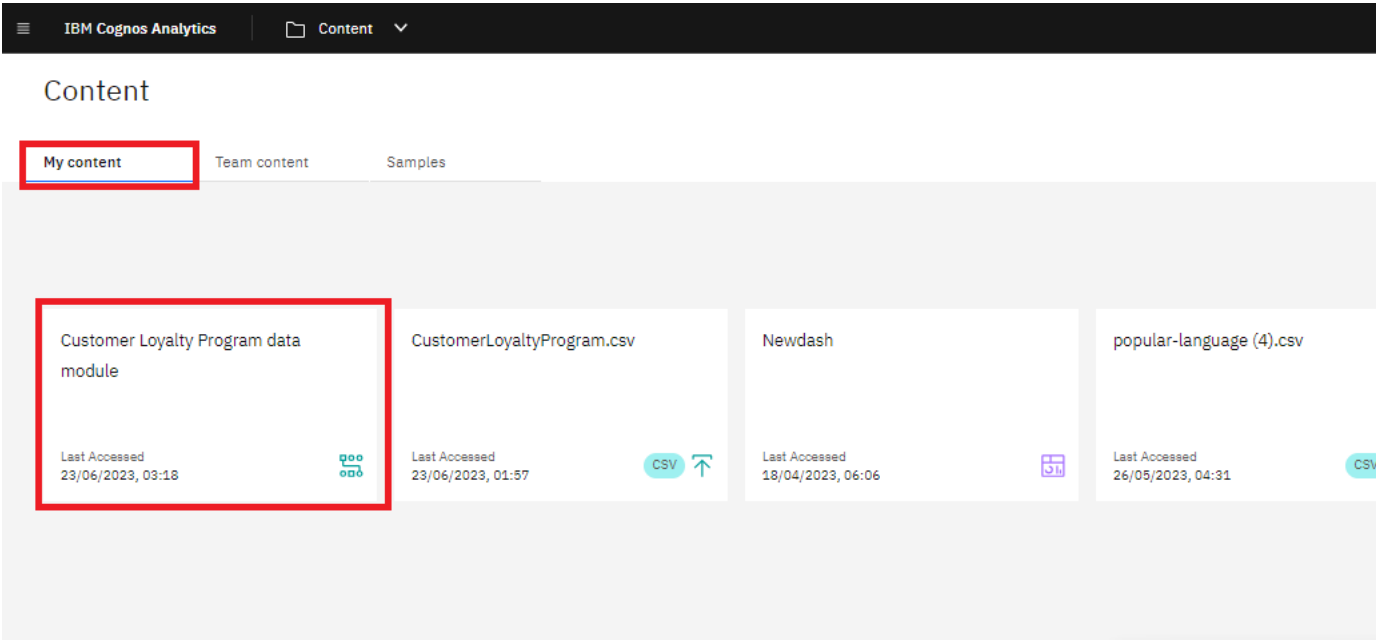 IBM Cognos Analytics
Content
Content
My content
Team content
Samples
Customer Loyalty Program data
module
Last Accessed
23/06/2023, 03:18
CustomerLoyaltyProgram.csv
Last Accessed
23/06/2023, 01:57
CSV
Newdash
Last Accessed
18/04/2023, 06:06
popular-language (4).csv
Last Accessed
26/05/2023, 04:31
CSV